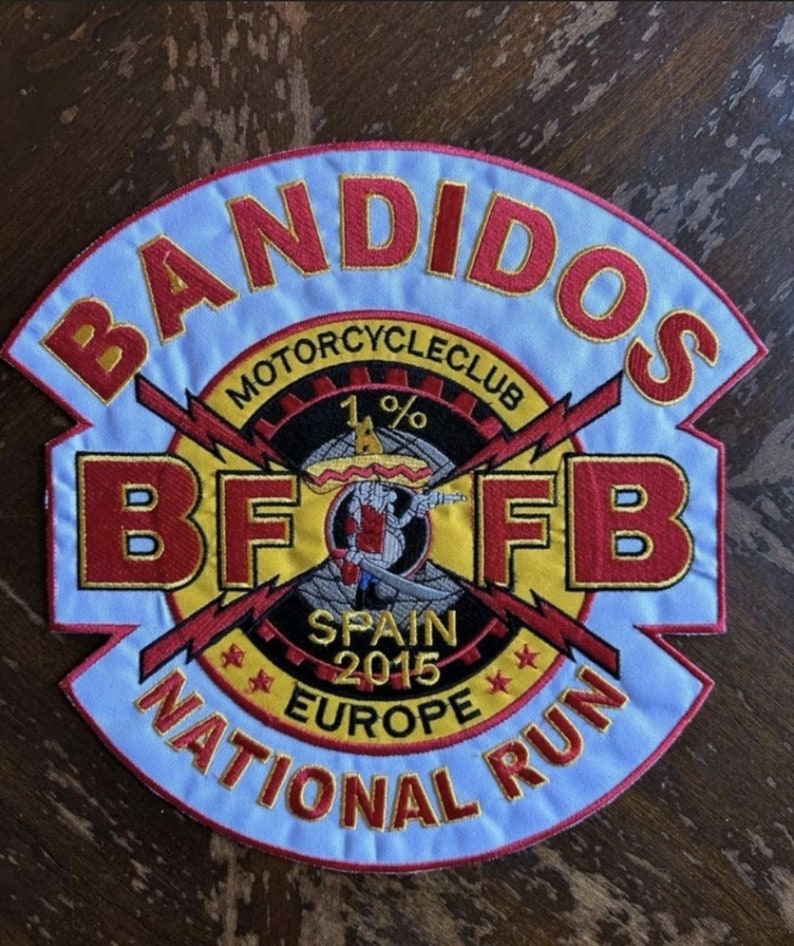 BANDIDOS
MOTORCYCLECLUB
1%
BF FB
SPAIN
2015
EUROPE
NATIONAL RUN